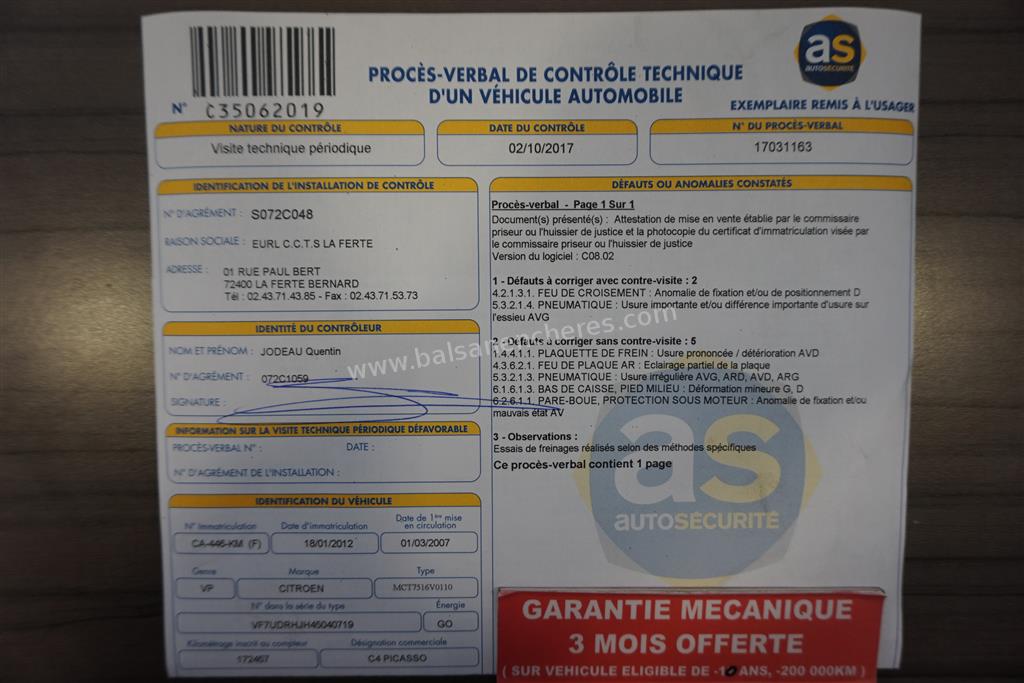 N° C35062019
PROCÈS-VERBAL DE CONTRÔLE TECHNIQUE
D'UN VÉHICULE AUTOMOBILE
as
AUTOSÉCURITÉ
EXEMPLAIRE REMIS À L'USAGER
NATURE DU CONTRÔLE
Visite technique périodique
DATE DU CONTRÔLE
02/10/2017
N° DU PROCÈS-VERBAL
17031163
IDENTIFICATION DE L'INSTALLATION DE CONTRÔLE
N° D'AGRÉMENT : S072C048
RAISON SOCIALE : EURL C.C.T.S LA FERTE
ADRESSE : 01 RUE PAUL BERT
72400 LA FERTE BERNARD
Tél : 02.43.71.43.85 - Fax : 02.43.71.53.73
IDENTITÉ DU CONTRÔLEUR
NOM ET PRÉNOM : JODEAU Quentin
N° D'AGRÉMENT : 072C1059
SIGNATURE :
INFORMATION SUR LA VISITE TECHNIQUE PÉRIODIQUE DÉFAVORABLE
PROCÈS-VERBAL N° : DATE :
N° D'AGRÉMENT DE L'INSTALLATION :
IDENTIFICATION DU VÉHICULE
N° Immatriculation
CA-446-KM (F)
Date d'immatriculation
18/01/2012
Date de 1ère mise
en circulation
01/03/2007
Genre
VP
Marque
CITROEN
Type
MCT7516V0110
N° dans la série du type
VF7UDRHJH45040719
Énergie
GO
Kilométrage inscrit au compteur
172467
Désignation commerciale
C4 PICASSO
DÉFAUTS OU ANOMALIES CONSTATÉS
Procès-verbal - Page 1 Sur 1
Document(s) présenté(s) : Attestation de mise en vente établie par le commissaire
priseur ou l'huissier de justice et la photocopie du certificat d'immatriculation visée par
le commissaire priseur ou l'huissier de justice
Version du logiciel : C08.02
1 - Défauts à corriger avec contre-visite : 2
4.2.1.3.1. FEU DE CROISEMENT : Anomalie de fixation et/ou de positionnement D
5.3.2.1.4. PNEUMATIQUE : Usure importante et/ou différence importante d'usure sur
l'essieu AVG
2 - Défauts à corriger sans contre-visite : 5
1.4.4.1.1. PLAQUETTE DE FREIN : Usure prononcée / détérioration AVD
4.3.6.2.1. FEU DE PLAQUE AR : Eclairage partiel de la plaque
5.3.2.1.3. PNEUMATIQUE : Usure irrégulière AVG, ARD, AVD, ARG
6.1.6.1.3. BAS DE CAISSE, PIED MILIEU : Déformation mineure G, D
6.2.6.1.1. PARE-BOUE, PROTECTION SOUS MOTEUR : Anomalie de fixation et/ou
mauvais état AV
3 - Observations :
Essais de freinages réalisés selon des méthodes spécifiques
Ce procès-verbal contient 1 page
as
AUTOSÉCURITÉ
www.balsanencheres.com
GARANTIE MECANIQUE
3 MOIS OFFERTE
( SUR VEHICULE ELIGIBLE DE -10 ANS, -200 000KM )